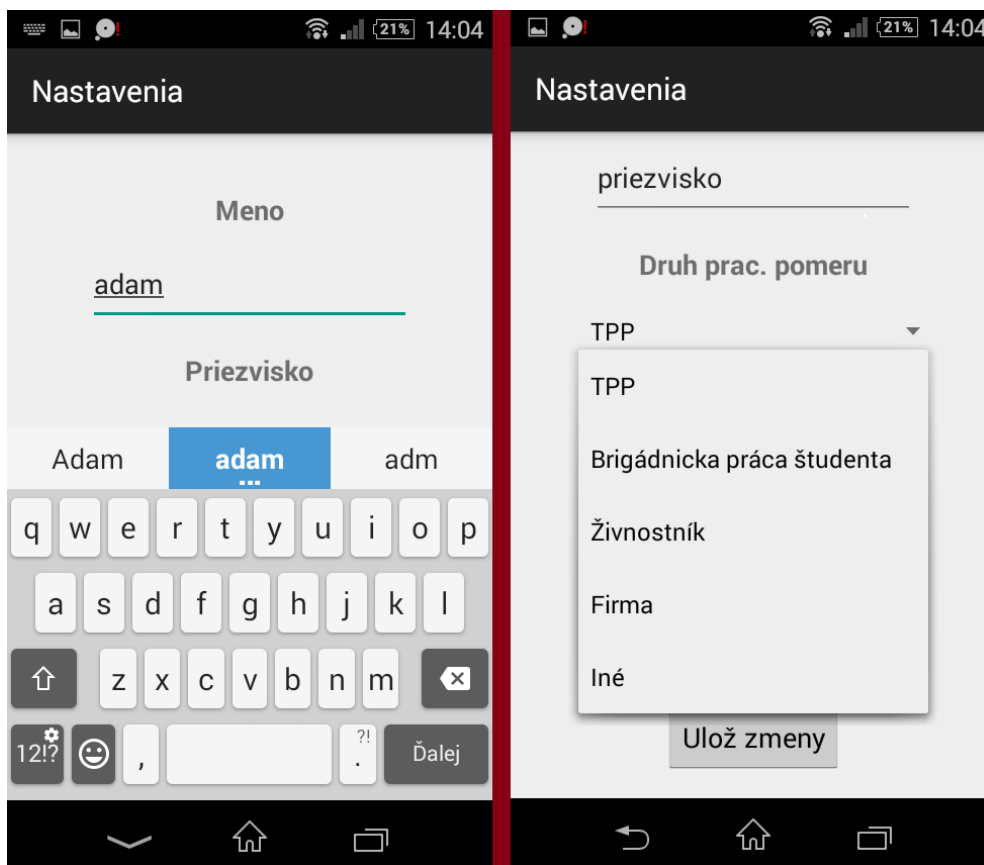 21% 14:04
Nastavenia
Meno
adam
Priezvisko
Adam adam adm
q w e r t y u i o p
a s d f g h j k l
z x c v b n m
12!? , ?! . Ďalej
21% 14:04
Nastavenia
priezvisko
Druh prac. pomeru
TPP
TPP
Brigádnicka práca študenta
Živnostník
Firma
Iné
Ulož zmeny